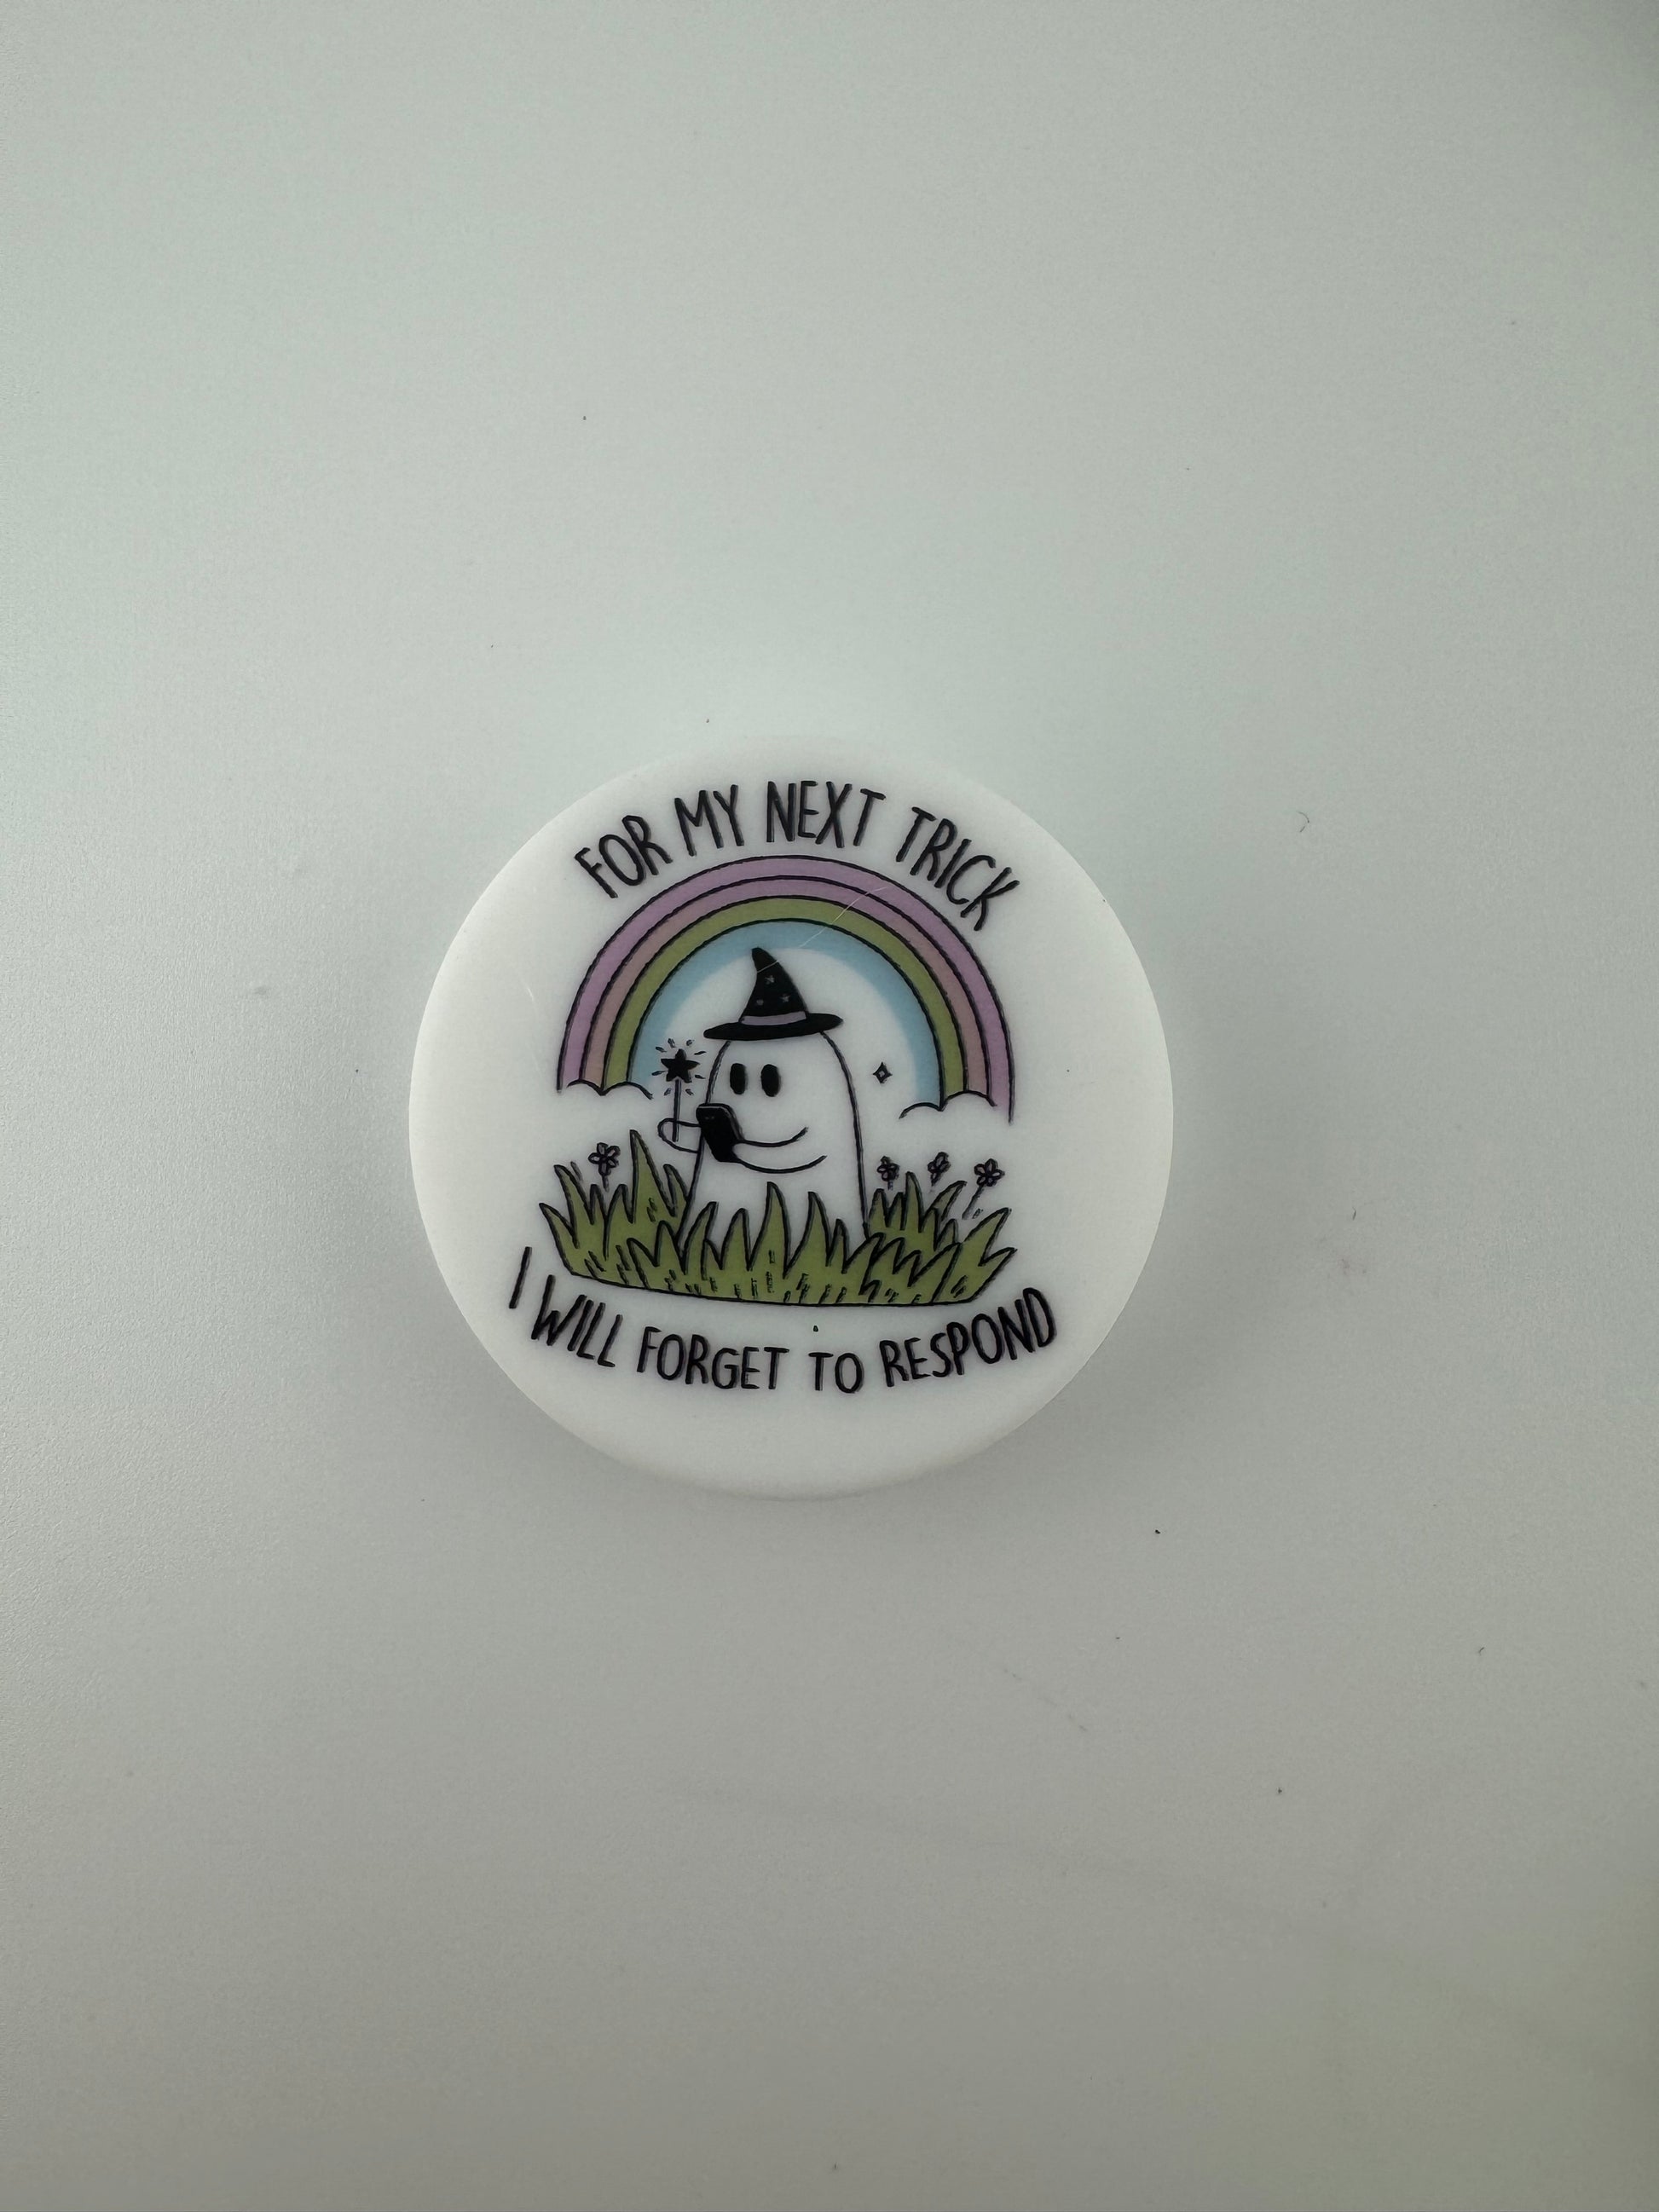 FOR MY NEXT TRICK
I WILL FORGET TO RESPOND